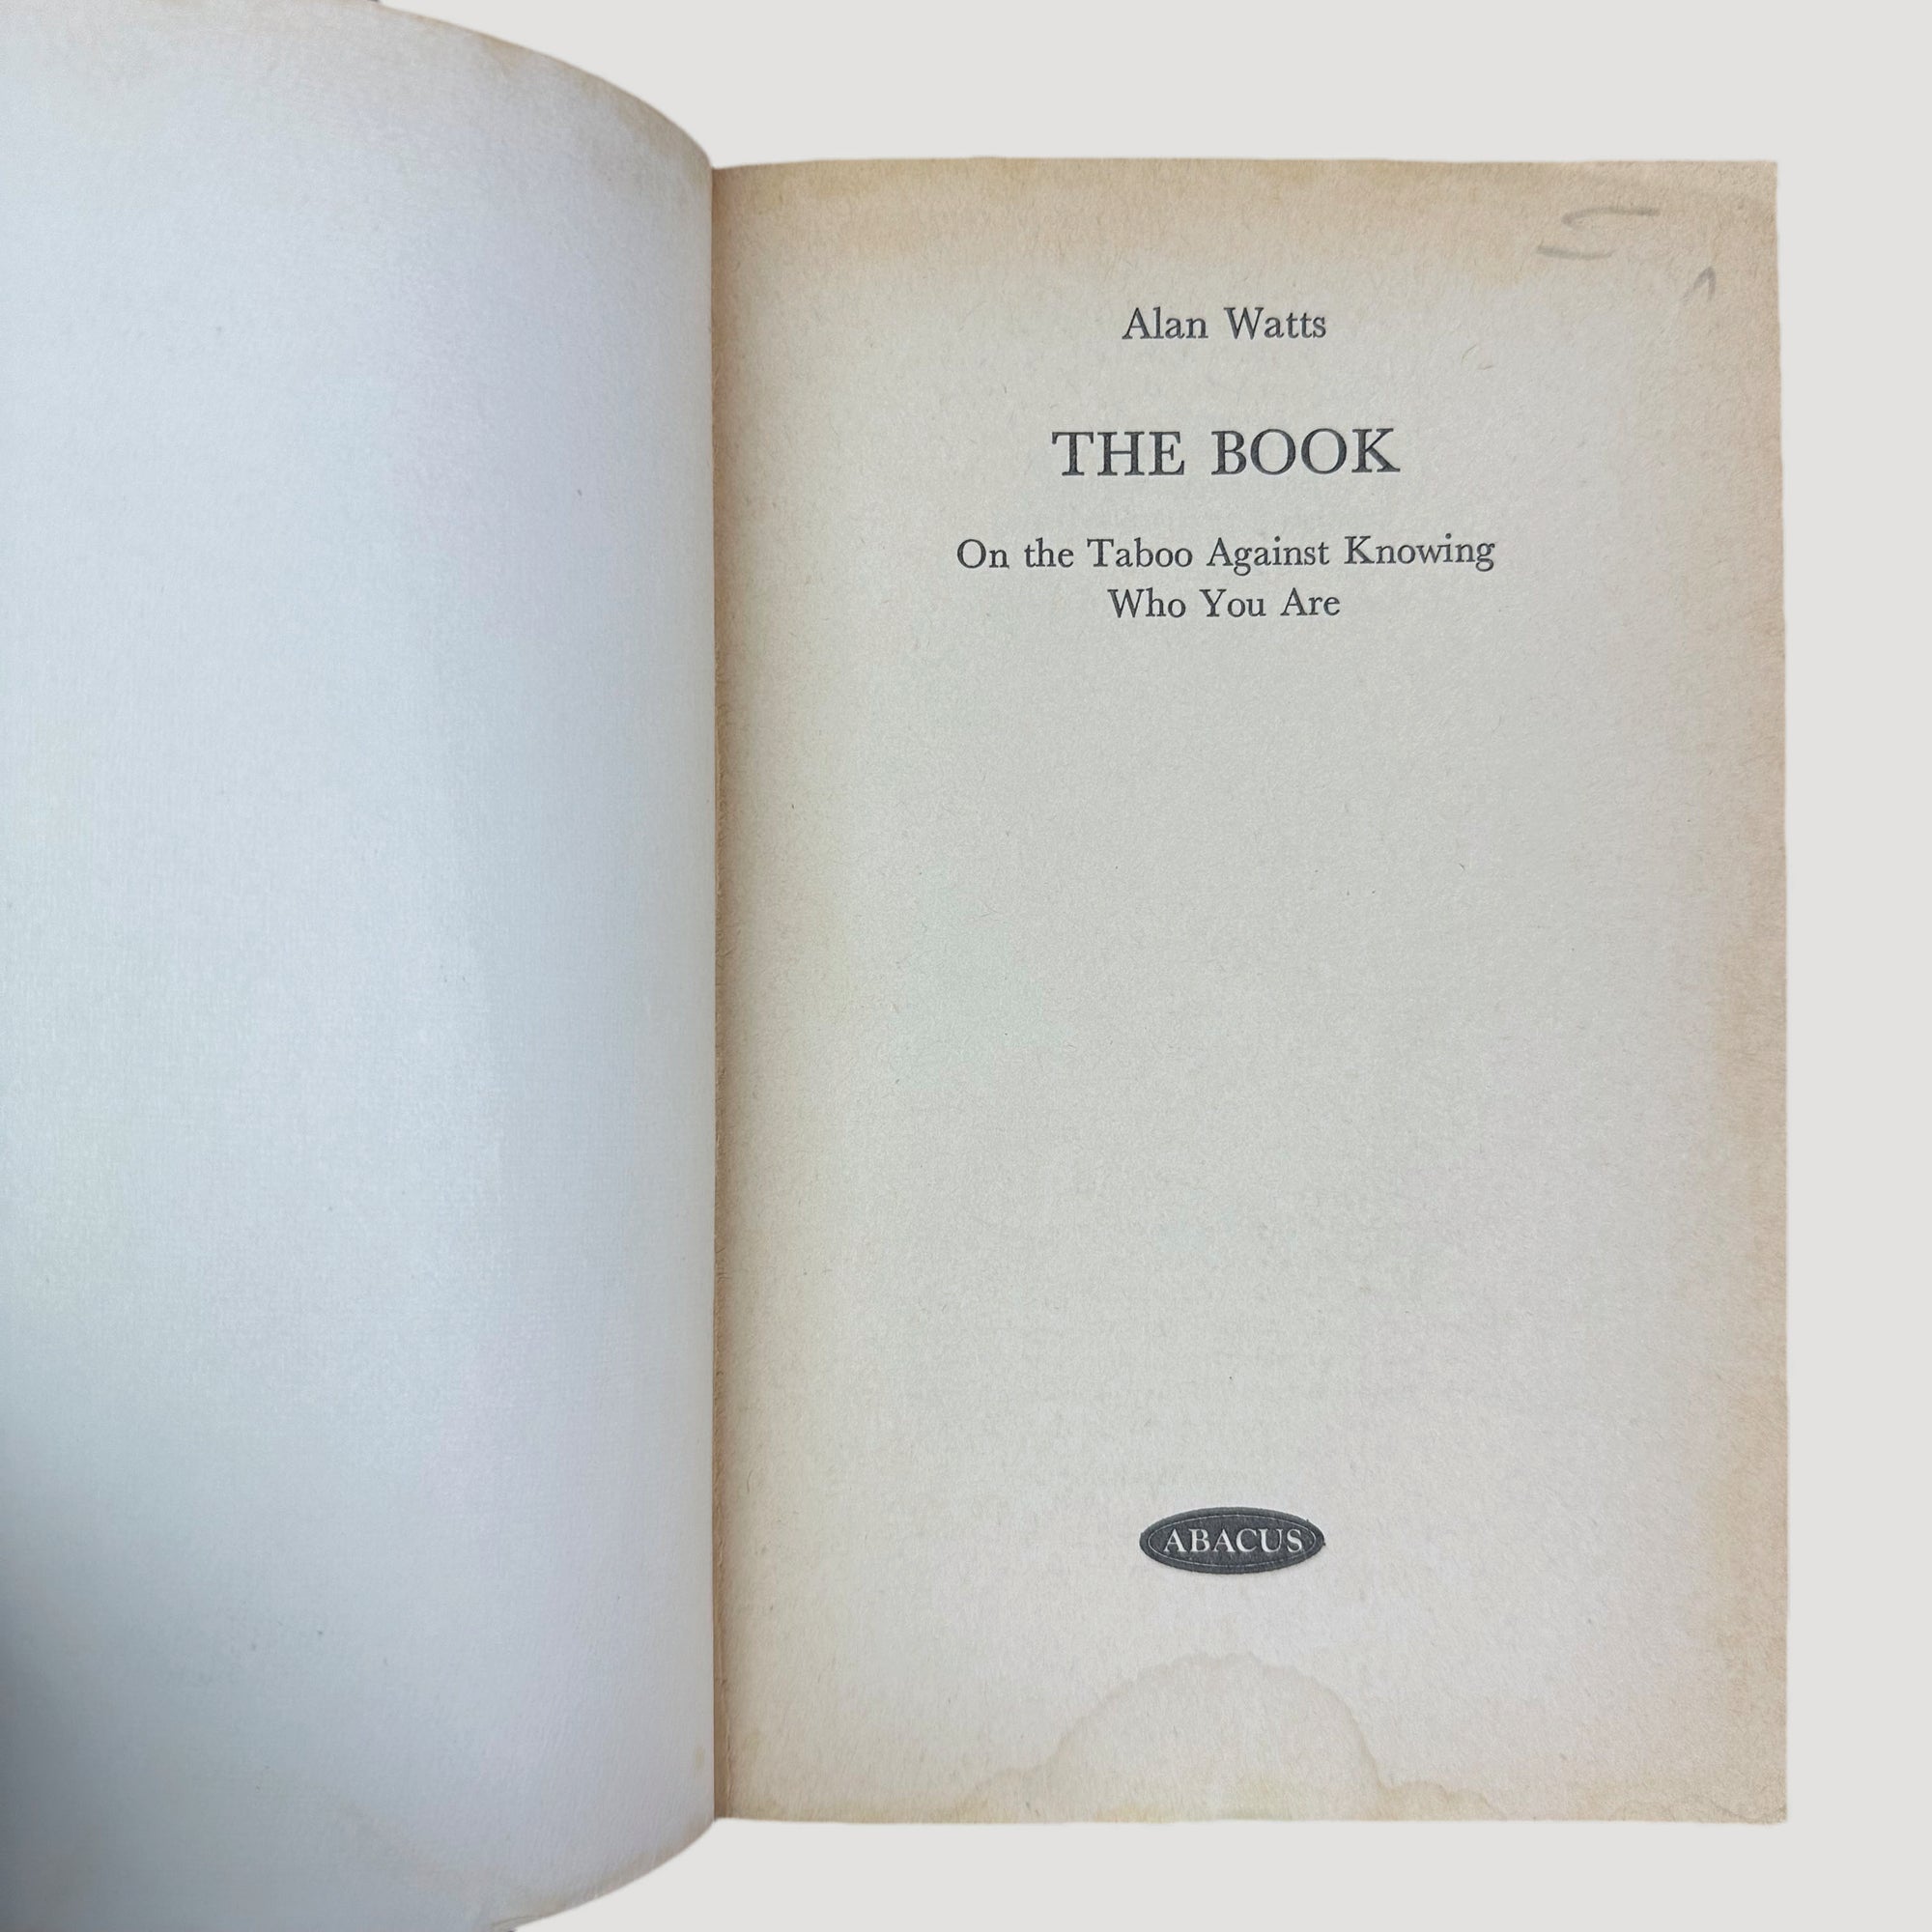 Alan Watts
THE BOOK
On the Taboo Against Knowing
Who You Are
ABACUS